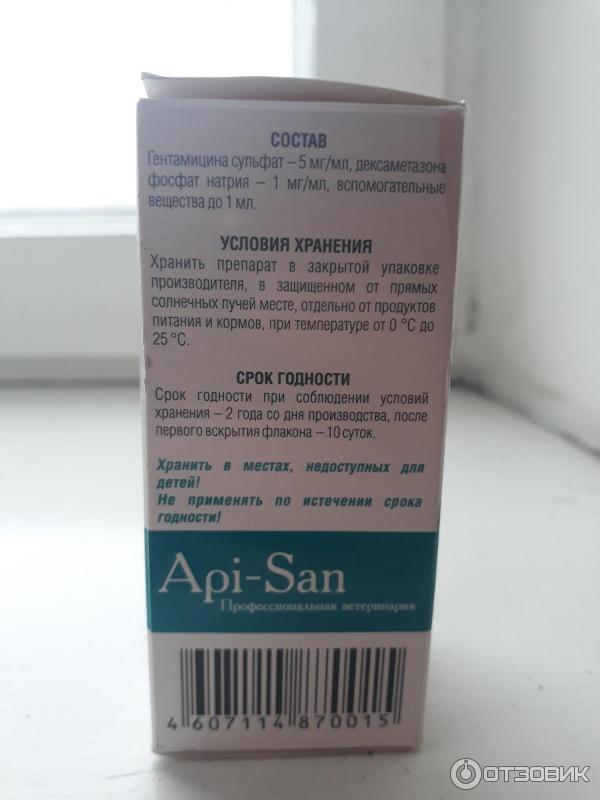 СОСТАВ
Гентамицина сульфат – 5 мг/мл, дексаметазона
фосфат натрия – 1 мг/мл, вспомогательные
вещества до 1 мл.
УСЛОВИЯ ХРАНЕНИЯ
Хранить препарат в закрытой упаковке
производителя, в защищенном от прямых
солнечных лучей месте, отдельно от продуктов
питания и кормов, при температуре от 0 °С до
25 °С.
СРОК ГОДНОСТИ
Срок годности при соблюдении условий
хранения – 2 года со дня производства, после
первого вскрытия флакона – 10 суток.
Хранить в местах, недоступных для
детей!
Не применять по истечении срока
годности!
Api-San
Профессиональная ветеринария
4 607114 870015
ОТЗОВИК